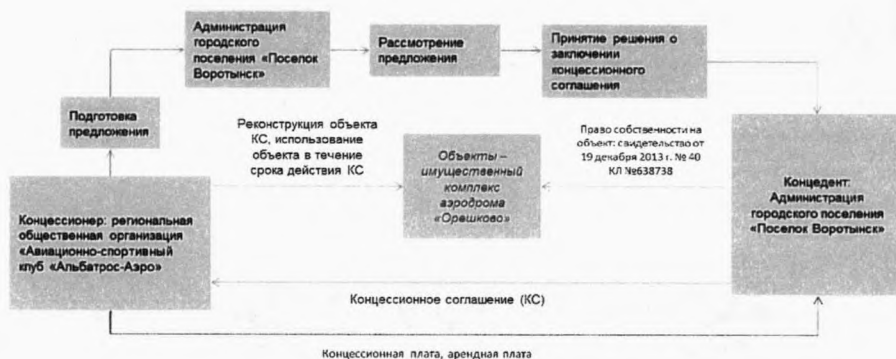 Администрация
городского
поселения «Поселок
Воротынск»
Рассмотрение
предложения
Принятие решения о
заключении
концессионного
соглашения
Подготовка
предложения
Реконструкция объекта
КС, использование
объекта в течение
срока действия КС
Объекты –
имущественный
комплекс
аэродрома
«Орешково»
Право собственности на
объект: свидетельство от
19 декабря 2013 г. № 40
КЛ №638738
Концедент:
Администрация
городского поселения
«Поселок Воротынск»
Концессионер: региональная
общественная организация
«Авиационно-спортивный
клуб «Альбатрос-Аэро»
Концессионное соглашение (КС)
Концессионная плата, арендная плата